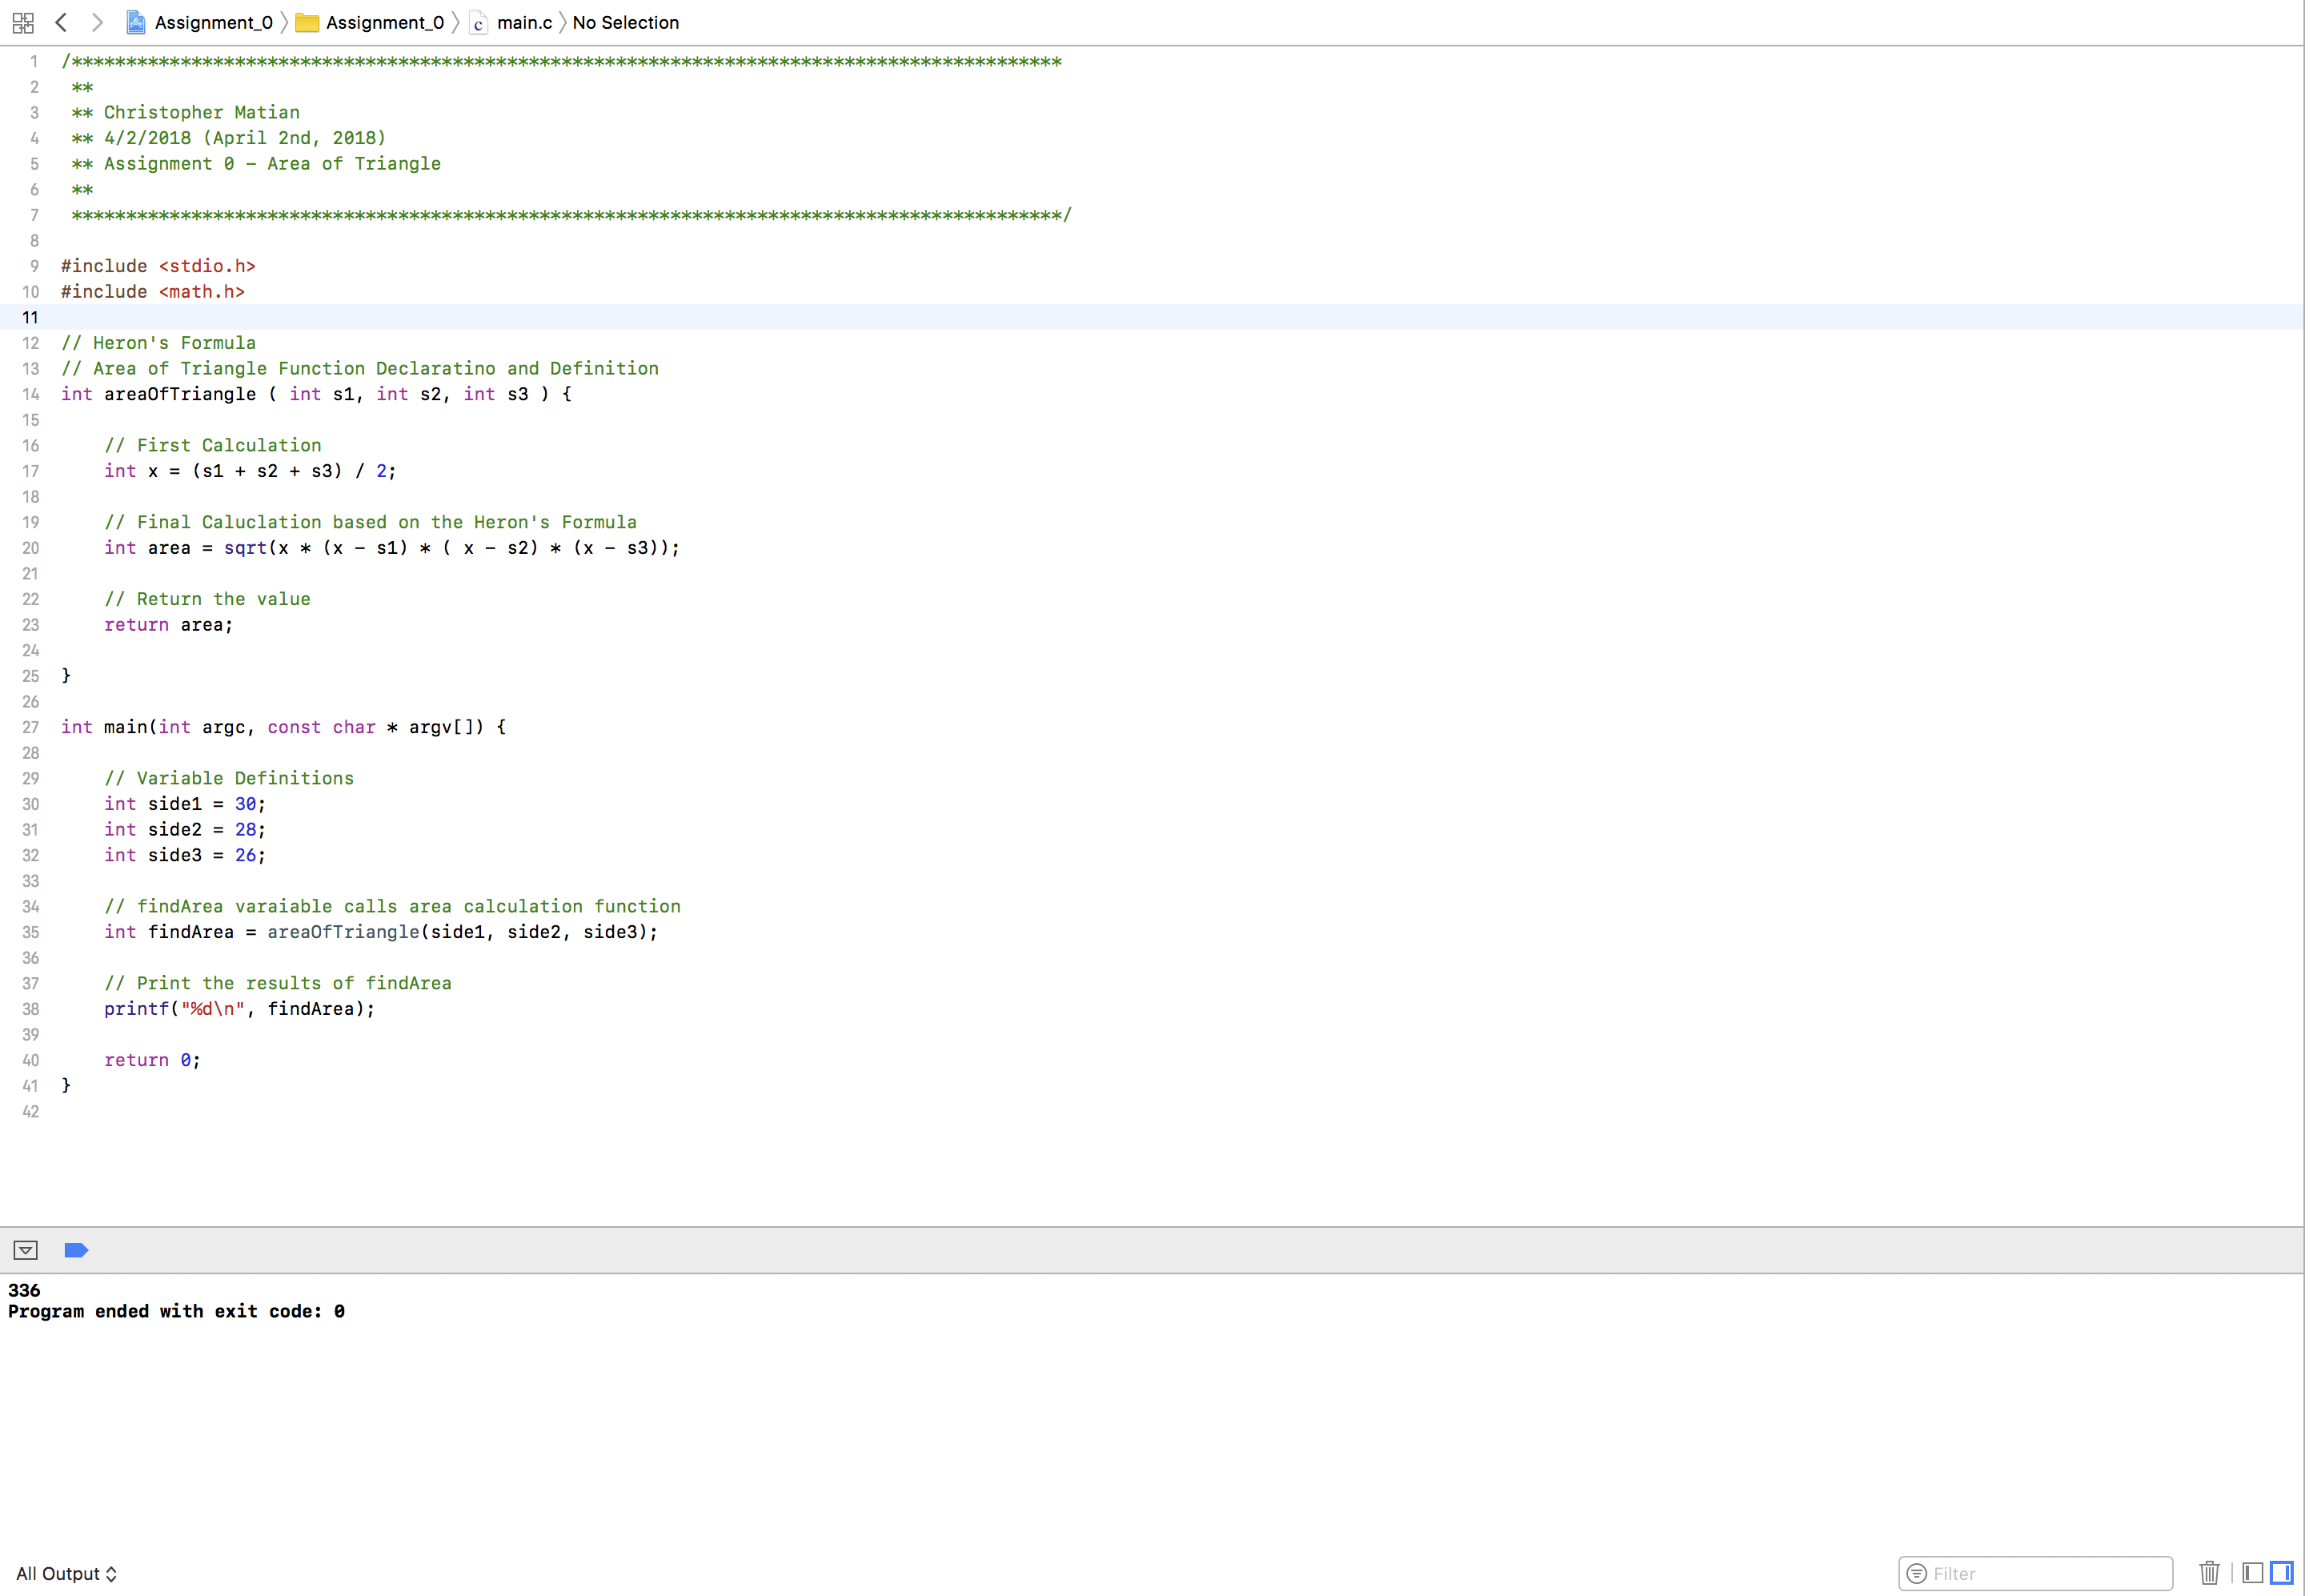 Assignment_0 〉 Assignment_0 〉 main.c 〉 No Selection
1 /*******************************************************************************************
2 **
3 ** Christopher Matian
4 ** 4/2/2018 (April 2nd, 2018)
5 ** Assignment 0 – Area of Triangle
6 **
7 *******************************************************************************************/
8
9 #include <stdio.h>
10 #include <math.h>
11
12 // Heron's Formula
13 // Area of Triangle Function Declaratino and Definition
14 int areaOfTriangle ( int s1, int s2, int s3 ) {
15
16     // First Calculation
17     int x = (s1 + s2 + s3) / 2;
18
19     // Final Caluclation based on the Heron's Formula
20     int area = sqrt(x * (x - s1) * ( x - s2) * (x - s3));
21
22     // Return the value
23     return area;
24
25 }
26
27 int main(int argc, const char * argv[]) {
28
29     // Variable Definitions
30     int side1 = 30;
31     int side2 = 28;
32     int side3 = 26;
33
34     // findArea varaiable calls area calculation function
35     int findArea = areaOfTriangle(side1, side2, side3);
36
37     // Print the results of findArea
38     printf("%d\n", findArea);
39
40     return 0;
41 }
42
336
Program ended with exit code: 0
All Output
Filter